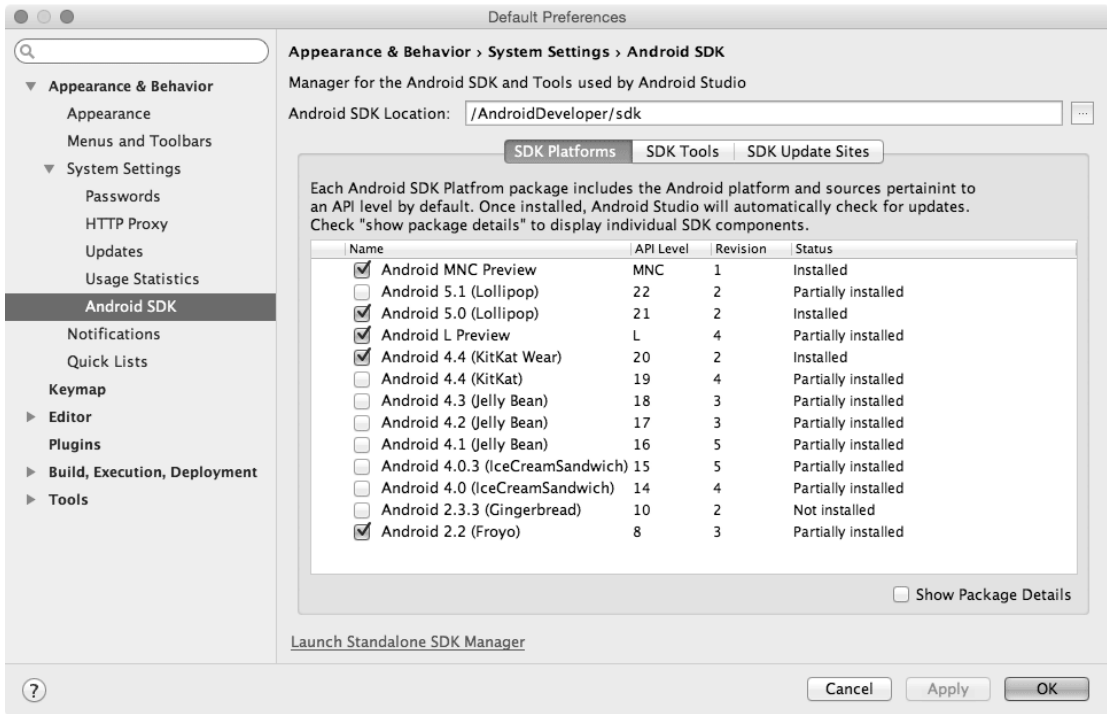 Default Preferences
Appearance & Behavior
Appearance
Menus and Toolbars
System Settings
Passwords
HTTP Proxy
Updates
Usage Statistics
Android SDK
Notifications
Quick Lists
Keymap
Editor
Plugins
Build, Execution, Deployment
Tools
Appearance & Behavior › System Settings › Android SDK
Manager for the Android SDK and Tools used by Android Studio
Android SDK Location: /AndroidDeveloper/sdk ...
SDK Platforms SDK Tools SDK Update Sites
Each Android SDK Platfrom package includes the Android platform and sources pertainint to
an API level by default. Once installed, Android Studio will automatically check for updates.
Check "show package details" to display individual SDK components.
Name API Level Revision Status
Android MNC Preview MNC 1 Installed
Android 5.1 (Lollipop) 22 2 Partially installed
Android 5.0 (Lollipop) 21 2 Installed
Android L Preview L 4 Partially installed
Android 4.4 (KitKat Wear) 20 2 Installed
Android 4.4 (KitKat) 19 4 Partially installed
Android 4.3 (Jelly Bean) 18 3 Partially installed
Android 4.2 (Jelly Bean) 17 3 Partially installed
Android 4.1 (Jelly Bean) 16 5 Partially installed
Android 4.0.3 (IceCreamSandwich) 15 5 Partially installed
Android 4.0 (IceCreamSandwich) 14 4 Partially installed
Android 2.3.3 (Gingerbread) 10 2 Not installed
Android 2.2 (Froyo) 8 3 Partially installed
Show Package Details
Launch Standalone SDK Manager
? Cancel Apply OK